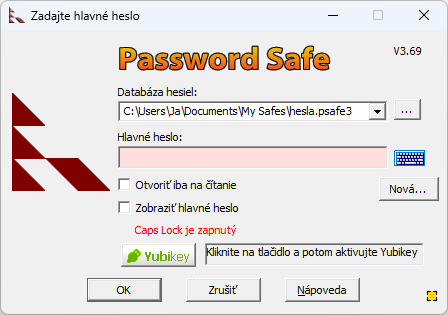 Zadajte hlavné heslo
Password Safe
V3.69
Databáza hesiel:
C:\Users\Ja\Documents\My Safes\hesla.psafe3
...
Hlavné heslo:
Otvoriť iba na čítanie
Nová...
Zobraziť hlavné heslo
Caps Lock je zapnutý
Yubikey
Kliknite na tlačidlo a potom aktivujte Yubikey
OK
Zrušiť
Nápoveda